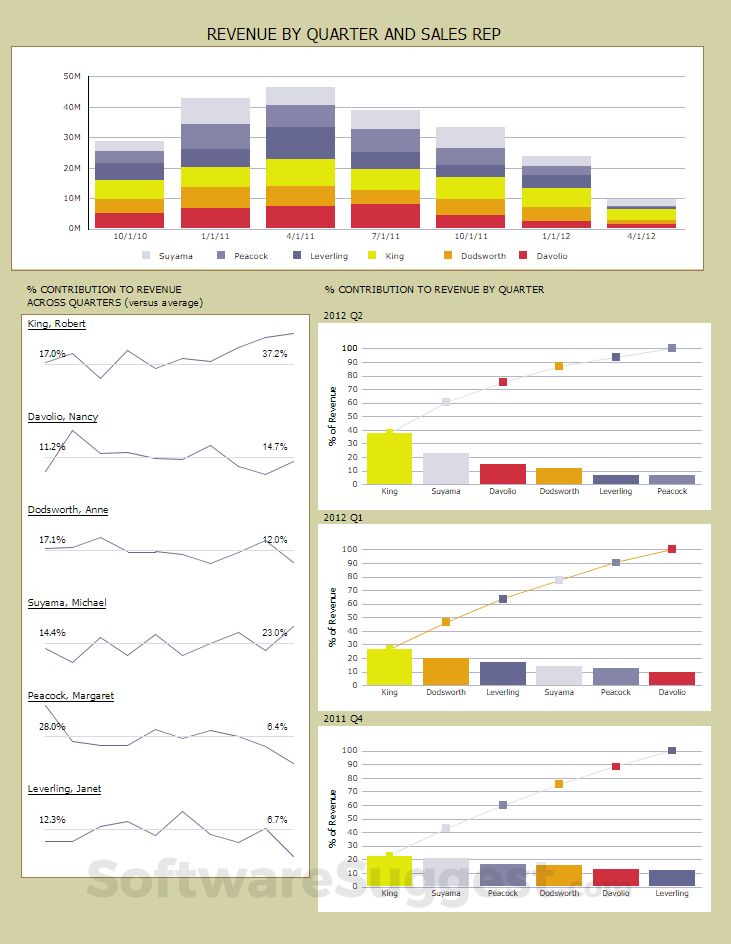 REVENUE BY QUARTER AND SALES REP
50M
40M
30M
20M
10M
0M
10/1/10 1/1/11 4/1/11 7/1/11 10/1/11 1/1/12 4/1/12
Suyama Peacock Leverling King Dodsworth Davolio
% CONTRIBUTION TO REVENUE
ACROSS QUARTERS (versus average)
King, Robert
17.0% 37.2%
Davolio, Nancy
11.2% 14.7%
Dodsworth, Anne
17.1% 12.0%
Suyama, Michael
14.4% 23.0%
Peacock, Margaret
28.0% 6.4%
Leverling, Janet
12.3% 6.7%
% CONTRIBUTION TO REVENUE BY QUARTER
2012 Q2
% of Revenue
100
90
80
70
60
50
40
30
20
10
0
King Suyama Davolio Dodsworth Leverling Peacock
2012 Q1
% of Revenue
100
90
80
70
60
50
40
30
20
10
0
King Dodsworth Leverling Suyama Peacock Davolio
2011 Q4
% of Revenue
100
90
80
70
60
50
40
30
20
10
0
King Suyama Peacock Dodsworth Davolio Leverling
SoftwareSuggest.com